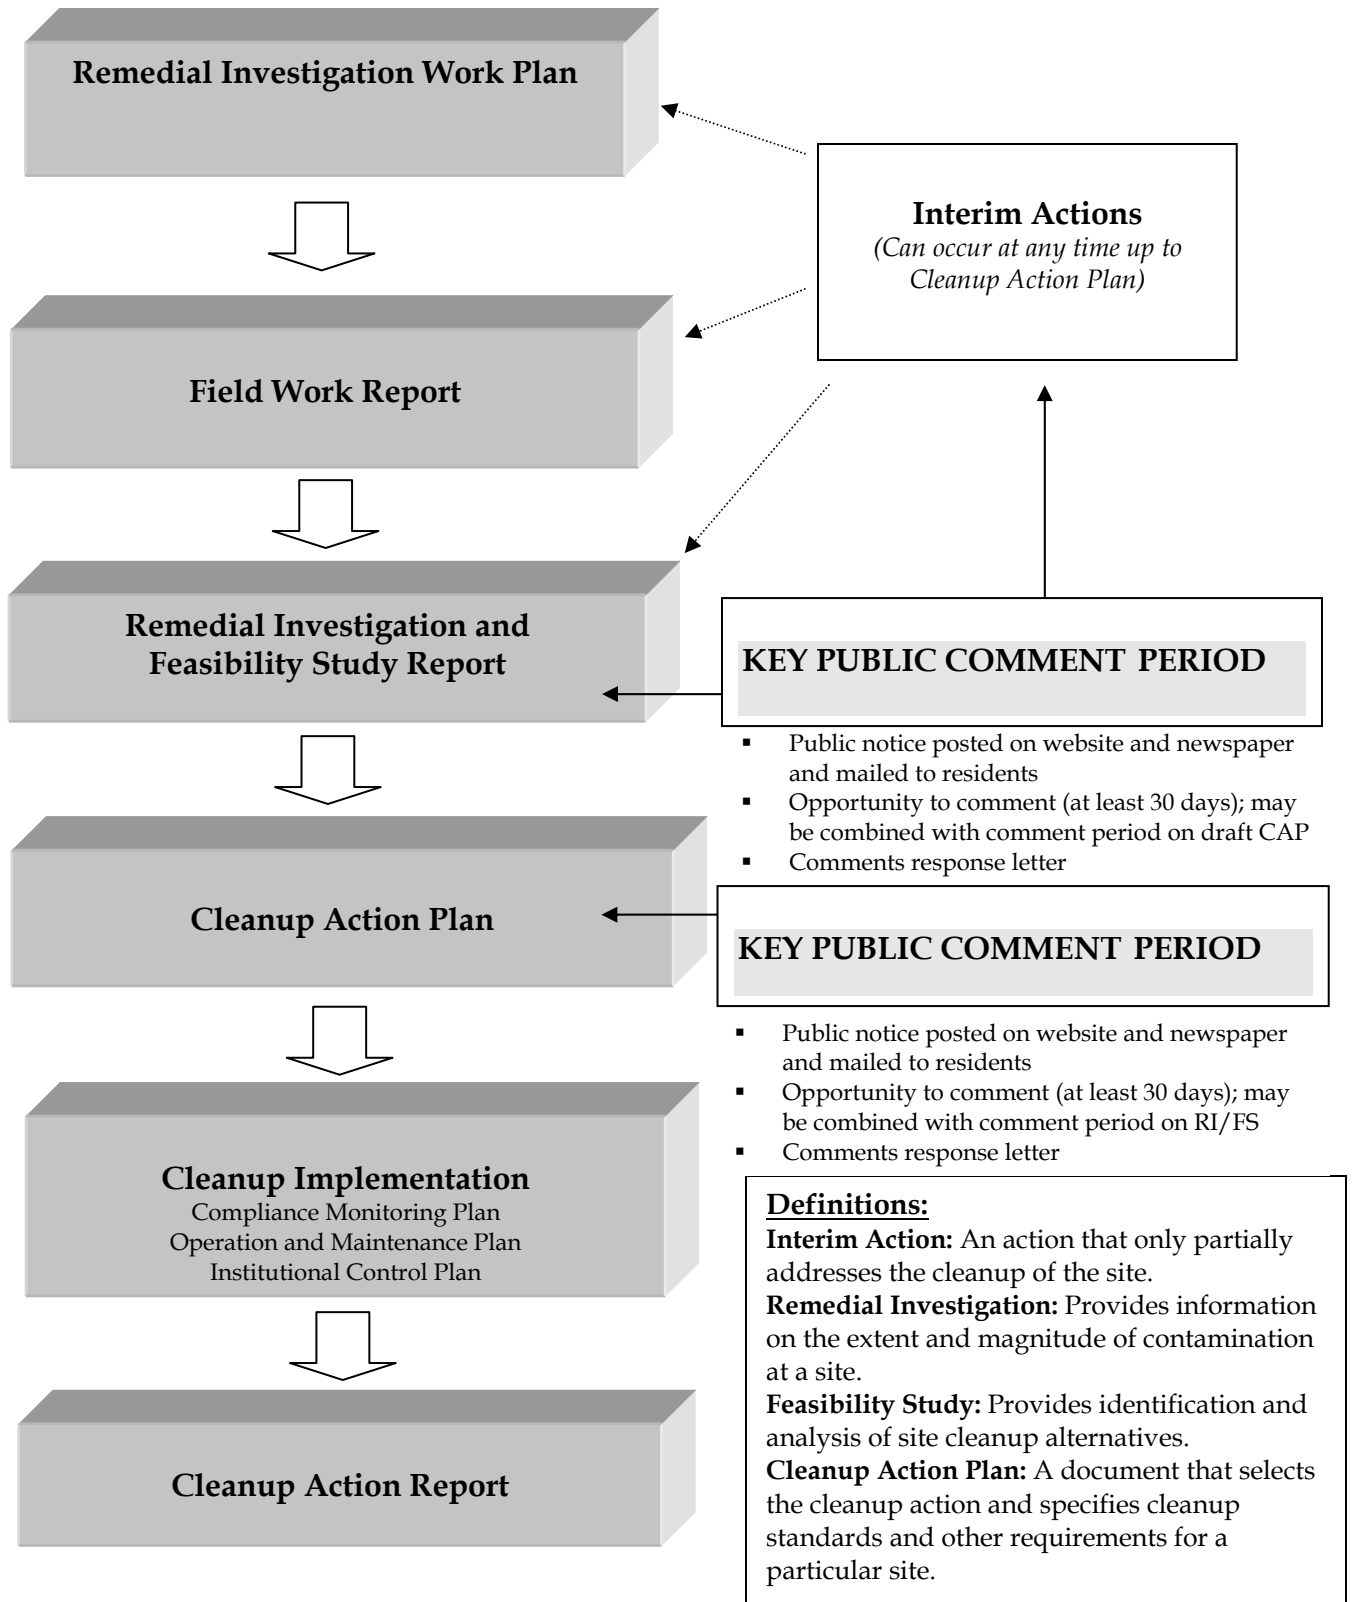 Remedial Investigation Work Plan
Interim Actions
(Can occur at any time up to
Cleanup Action Plan)
Field Work Report
Remedial Investigation and
Feasibility Study Report
KEY PUBLIC COMMENT PERIOD
▪ Public notice posted on website and newspaper
and mailed to residents
▪ Opportunity to comment (at least 30 days); may
be combined with comment period on draft CAP
▪ Comments response letter
Cleanup Action Plan
KEY PUBLIC COMMENT PERIOD
▪ Public notice posted on website and newspaper
and mailed to residents
▪ Opportunity to comment (at least 30 days); may
be combined with comment period on RI/FS
▪ Comments response letter
Cleanup Implementation
Compliance Monitoring Plan
Operation and Maintenance Plan
Institutional Control Plan
Cleanup Action Report
Definitions:
Interim Action: An action that only partially
addresses the cleanup of the site.
Remedial Investigation: Provides information
on the extent and magnitude of contamination
at a site.
Feasibility Study: Provides identification and
analysis of site cleanup alternatives.
Cleanup Action Plan: A document that selects
the cleanup action and specifies cleanup
standards and other requirements for a
particular site.